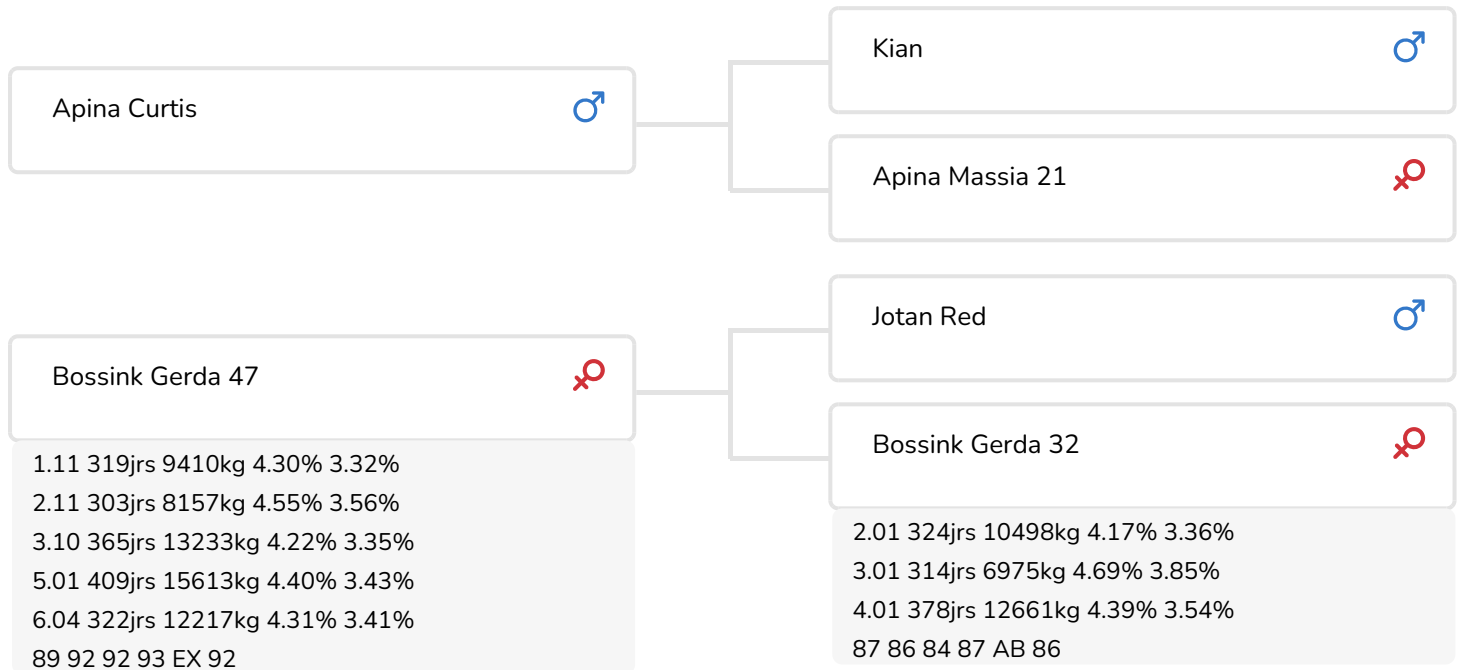 Apina Curtis
Kian
Apina Massia 21
Bossink Gerda 47
1.11 319jrs 9410kg 4.30% 3.32%
2.11 303jrs 8157kg 4.55% 3.56%
3.10 365jrs 13233kg 4.22% 3.35%
5.01 409jrs 15613kg 4.40% 3.43%
6.04 322jrs 12217kg 4.31% 3.41%
89 92 92 93 EX 92
Jotan Red
Bossink Gerda 32
2.01 324jrs 10498kg 4.17% 3.36%
3.01 314jrs 6975kg 4.69% 3.85%
4.01 378jrs 12661kg 4.39% 3.54%
87 86 84 87 AB 86